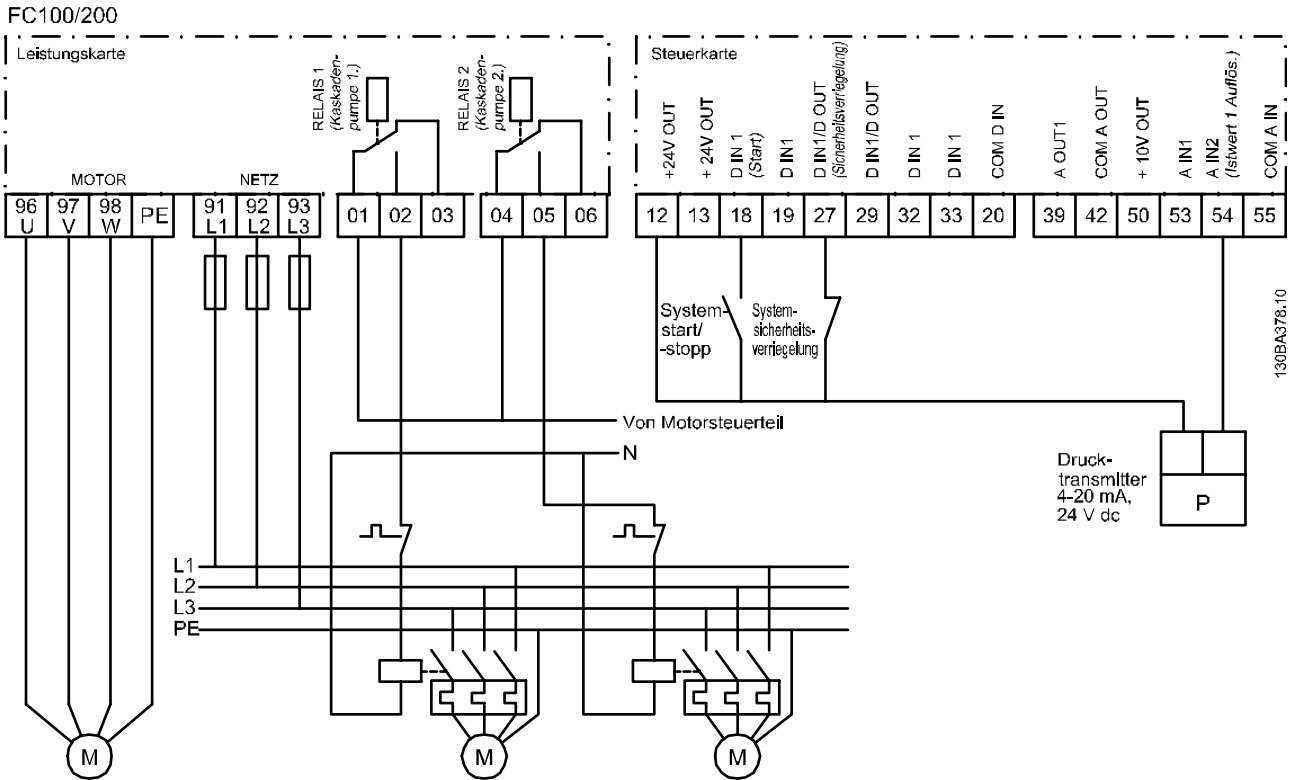 FC100/200
Leistungskarte
Steuerkarte
RELAIS 1
(Kaskaden-
pumpe 1.)
RELAIS 2
(Kaskaden-
pumpe 2.)
+24V OUT
+ 24V OUT
D IN 1
(Start)
D IN1
D IN1/D OUT
(Sicherheitsverriegelung)
D IN1/D OUT
D IN 1
D IN 1
COM D IN
A OUT1
COM A OUT
+ 10V OUT
A IN1
A IN2
(Istwert 1 Auflös.)
COM A IN
MOTOR
NETZ
96 97 98 PE
U V W
91 92 93
L1 L2 L3
01 02 03
04 05 06
12 13 18 19 27 29 32 33 20
39 42 50 53 54 55
System-
start/
-stopp
System-
sicherheits-
verriegelung
130BA378.10
Von Motorsteuerteil
N
Druck-
transmitter
4-20 mA,
24 V dc
P
L1
L2
L3
PE
M
M
M